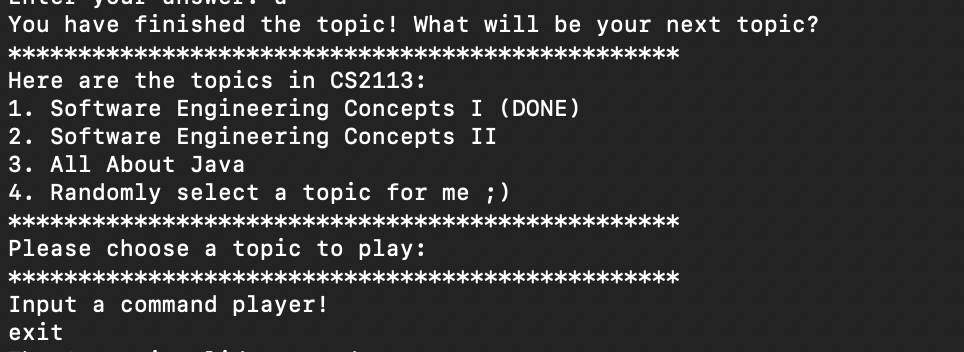 You have finished the topic! What will be your next topic?
************************************************
Here are the topics in CS2113:
1. Software Engineering Concepts I (DONE)
2. Software Engineering Concepts II
3. All About Java
4. Randomly select a topic for me ;)
************************************************
Please choose a topic to play:
************************************************
Input a command player!
exit